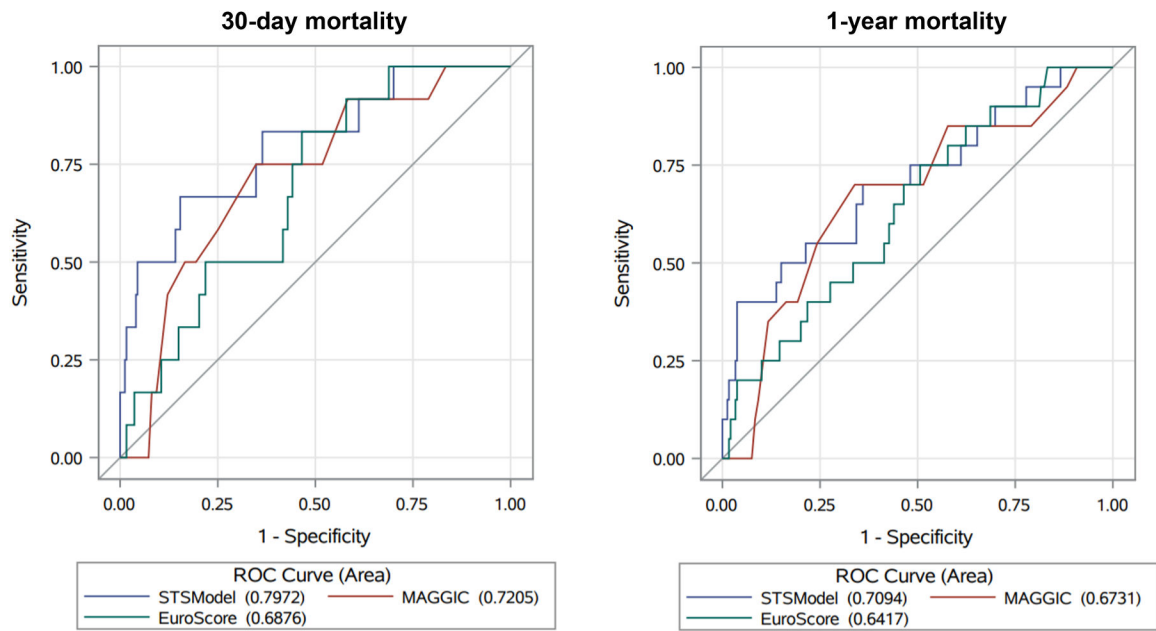 30-day mortality
1.00
0.75
0.50
0.25
0.00
Sensitivity
0.00 0.25 0.50 0.75 1.00
1 - Specificity
ROC Curve (Area)
STSModel (0.7972) MAGGIC (0.7205)
EuroScore (0.6876)
1-year mortality
1.00
0.75
0.50
0.25
0.00
Sensitivity
0.00 0.25 0.50 0.75 1.00
1 - Specificity
ROC Curve (Area)
STSModel (0.7094) MAGGIC (0.6731)
EuroScore (0.6417)